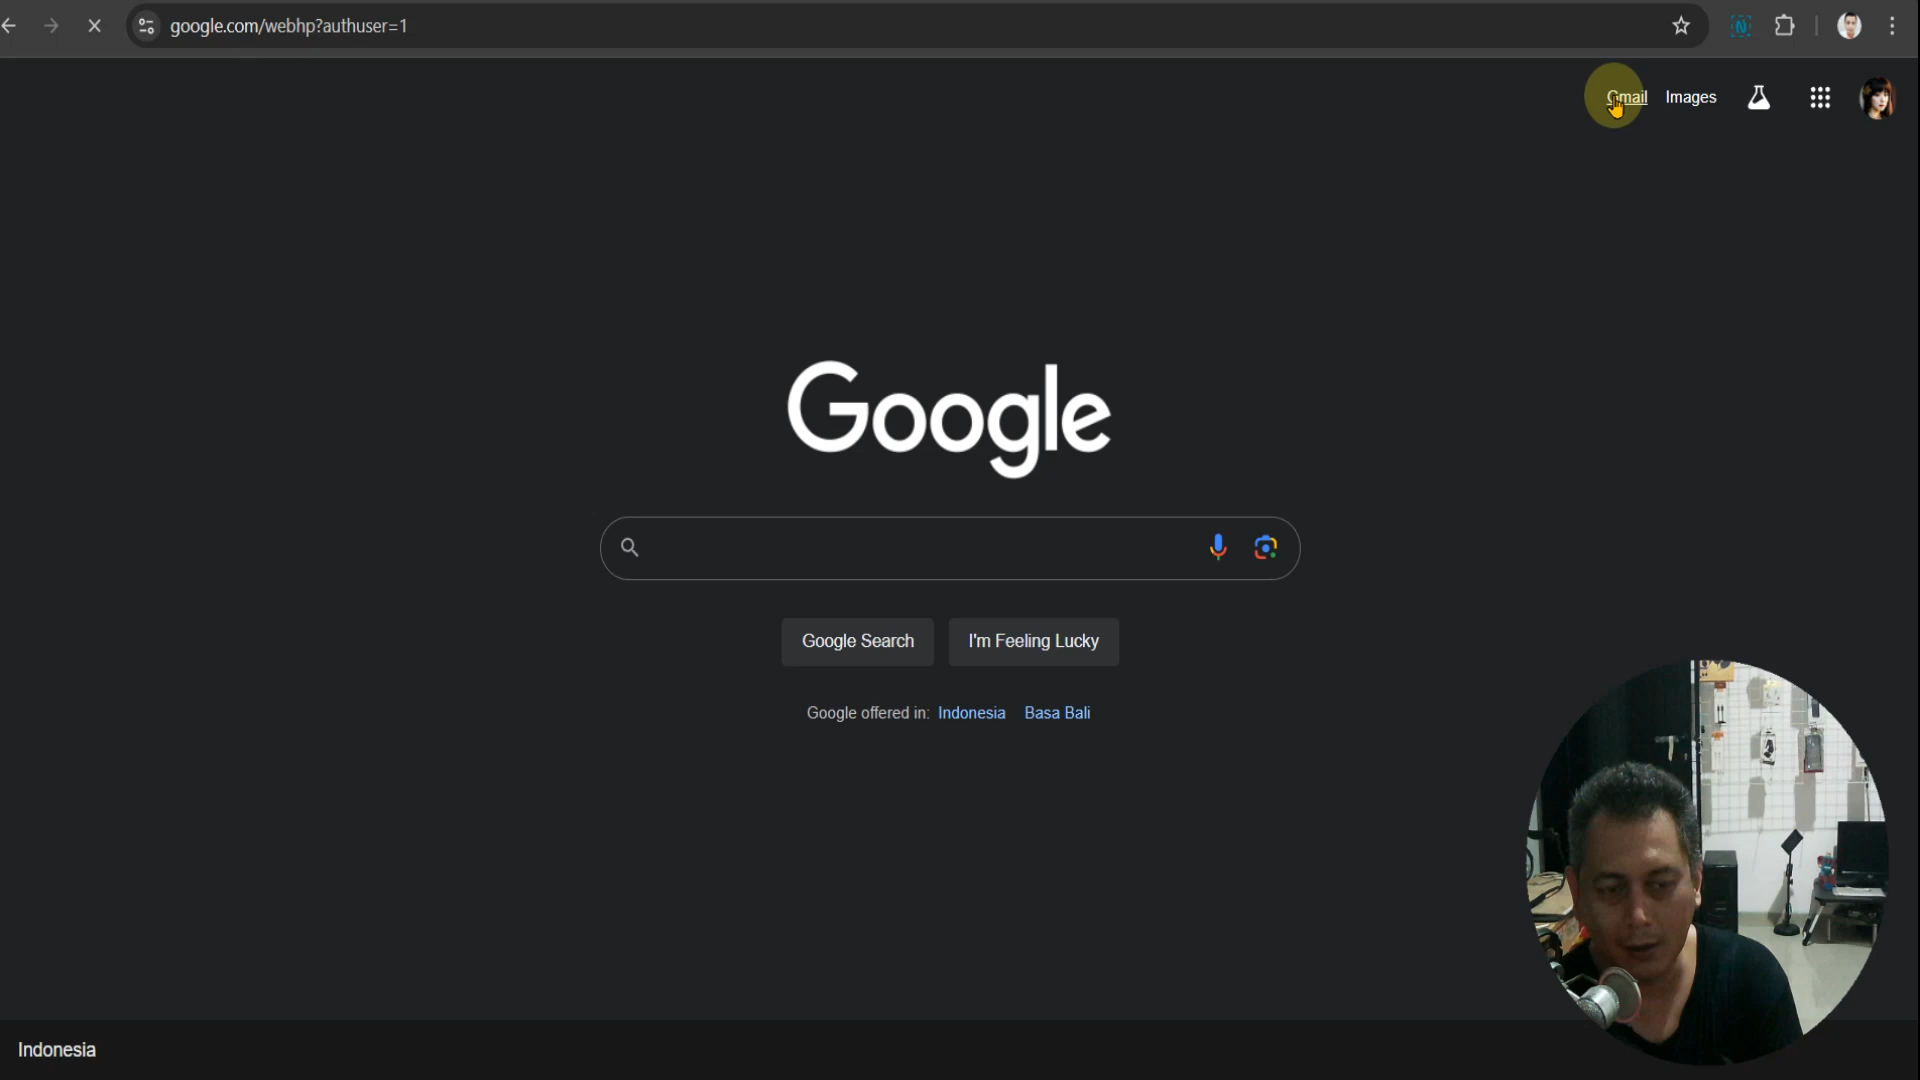 google.com/webhp?authuser=1
Gmail Images
Google
Google Search I'm Feeling Lucky
Google offered in: Indonesia Basa Bali
Indonesia